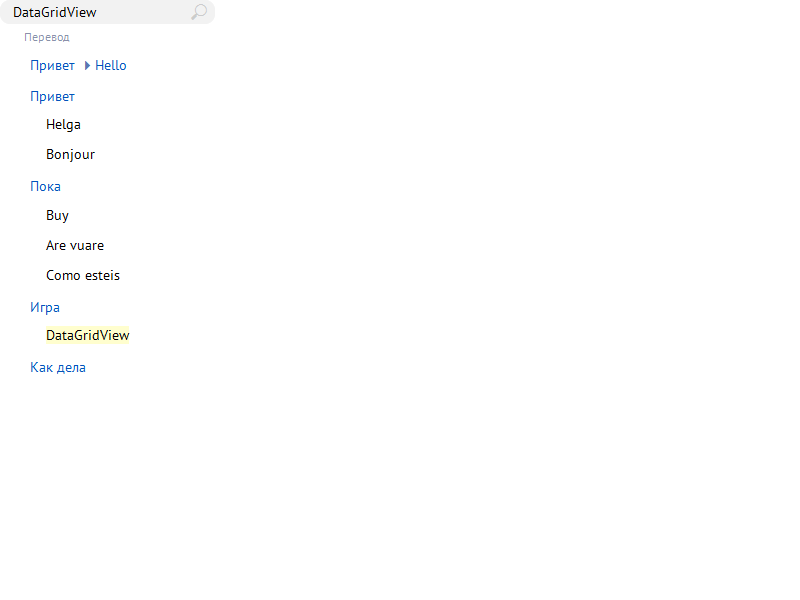 DataGridView
Перевод
Привет Hello
Привет
Helga
Bonjour
Пока
Buy
Are vuare
Como esteis
Игра
DataGridView
Как дела